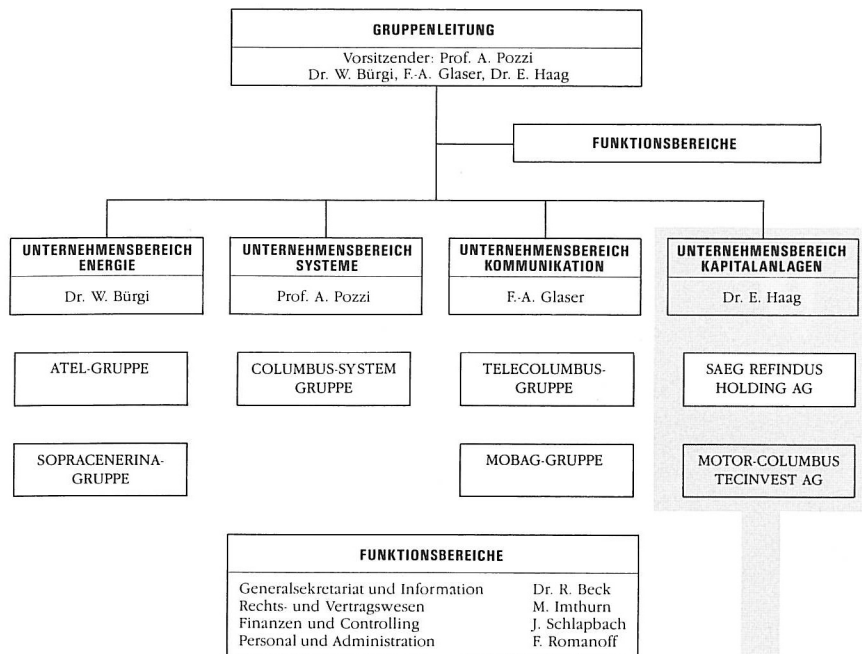 GRUPPENLEITUNG
Vorsitzender: Prof. A. Pozzi
Dr. W. Bürgi, F.-A. Glaser, Dr. E. Haag
FUNKTIONSBEREICHE
UNTERNEHMENSBEREICH
ENERGIE
Dr. W. Bürgi
ATEL-GRUPPE
SOPRACENERINA-
GRUPPE
UNTERNEHMENSBEREICH
SYSTEME
Prof. A. Pozzi
COLUMBUS-SYSTEM
GRUPPE
UNTERNEHMENSBEREICH
KOMMUNIKATION
F.-A. Glaser
TELECOLUMBUS-
GRUPPE
MOBAG-GRUPPE
UNTERNEHMENSBEREICH
KAPITALANLAGEN
Dr. E. Haag
SAEG REFINDUS
HOLDING AG
MOTOR-COLUMBUS
TECINVEST AG
FUNKTIONSBEREICHE
Generalsekretariat und Information Dr. R. Beck
Rechts- und Vertragswesen M. Imthurn
Finanzen und Controlling J. Schlapbach
Personal und Administration F. Romanoff